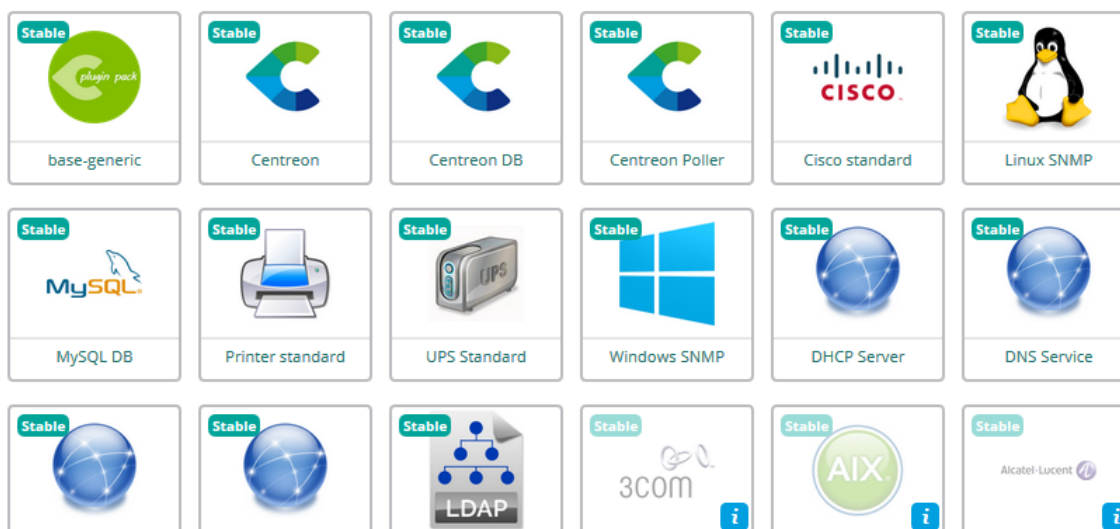 Stable
plugin pack
base-generic
Stable
Centreon
Stable
Centreon DB
Stable
Centreon Poller
Stable
CISCO
Cisco standard
Stable
Linux SNMP
Stable
MySQL
MySQL DB
Stable
Printer standard
Stable
UPS
UPS Standard
Stable
Windows SNMP
Stable
DHCP Server
Stable
DNS Service
Stable
Stable
Stable
LDAP
Stable
3com
i
Stable
AIX
i
Stable
Alcatel·Lucent
i